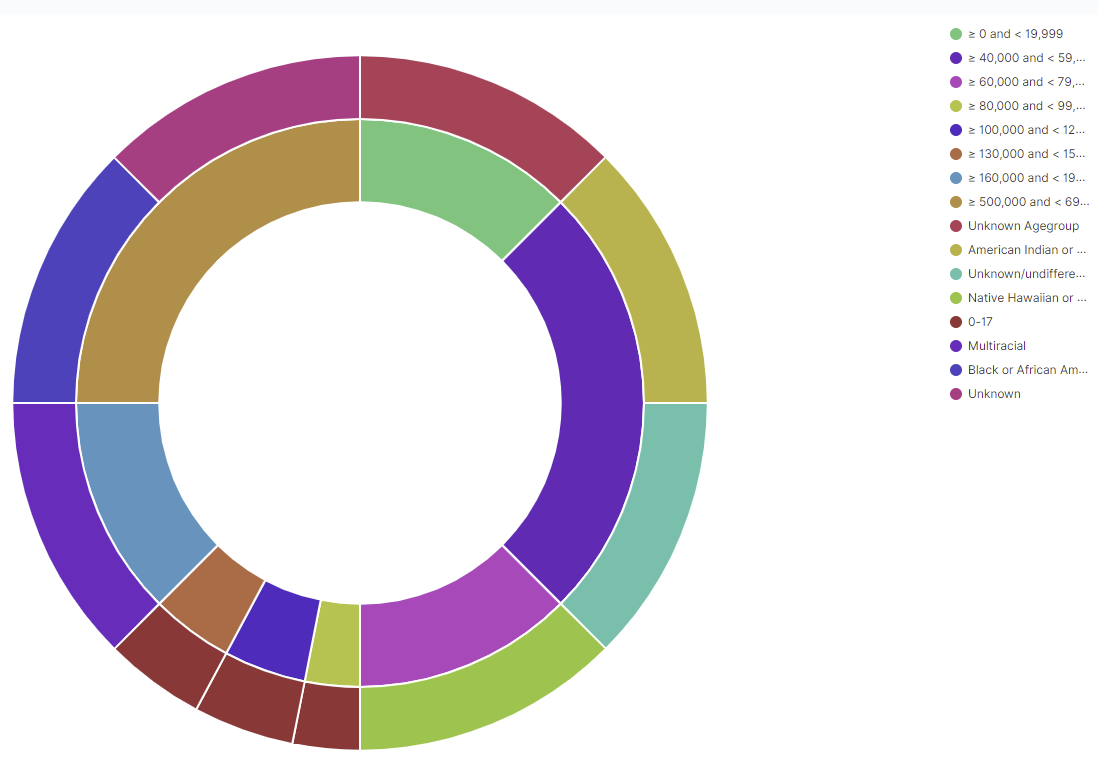 ≥ 0 and < 19,999
≥ 40,000 and < 59,...
≥ 60,000 and < 79,...
≥ 80,000 and < 99,...
≥ 100,000 and < 12...
≥ 130,000 and < 15...
≥ 160,000 and < 19...
≥ 500,000 and < 69...
Unknown Agegroup
American Indian or ...
Unknown/undiffere...
Native Hawaiian or ...
0-17
Multiracial
Black or African Am...
Unknown